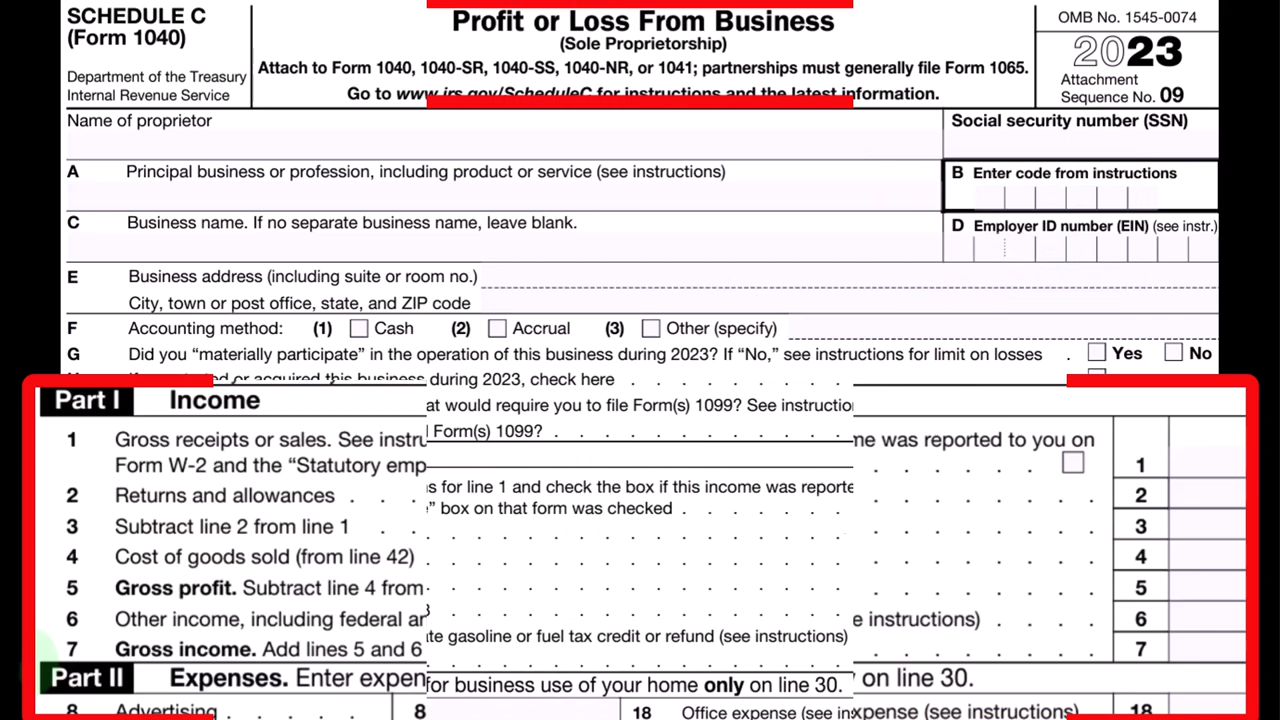 SCHEDULE C
(Form 1040)
Department of the Treasury
Internal Revenue Service
Profit or Loss From Business
(Sole Proprietorship)
Attach to Form 1040, 1040-SR, 1040-SS, 1040-NR, or 1041; partnerships must generally file Form 1065.
Go to www.irs.gov/ScheduleC for instructions and the latest information.
OMB No. 1545-0074
2023
Attachment
Sequence No. 09
Name of proprietor
Social security number (SSN)
A Principal business or profession, including product or service (see instructions)
B Enter code from instructions
C Business name. If no separate business name, leave blank.
D Employer ID number (EIN) (see instr.)
E Business address (including suite or room no.)
City, town or post office, state, and ZIP code
F Accounting method: (1) Cash (2) Accrual (3) Other (specify)
G Did you “materially participate” in the operation of this business during 2023? If “No,” see instructions for limit on losses . Yes No
acquired this business during 2023, check here . . . . . . . . .
Part I Income
at would require you to file Form(s) 1099? See instructio
Form(s) 1099? . . . . . . . . . . . .
1 Gross receipts or sales. See instru
me was reported to you on
Form W-2 and the “Statutory emp
. . . . . . . 1
s for line 1 and check the box if this income was reporte
e” box on that form was checked . . . . . . .
2 Returns and allowances . . . . . . . . . . 2
3 Subtract line 2 from line 1 . . . . . . . . . . 3
4 Cost of goods sold (from line 42) . . . . . . . . . . 4
5 Gross profit. Subtract line 4 from . . . . . . . . . . 5
3
6 Other income, including federal an
e instructions) . . . . 6
te gasoline or fuel tax credit or refund (see instructions)
7 Gross income. Add lines 5 and 6 . . . . . . . . . . 7
Part II Expenses. Enter expen
for business use of your home only on line 30.
on line 30.
8 Advertising . . . . . 8
18 Office expense (see in
xpense (see instructions) 18